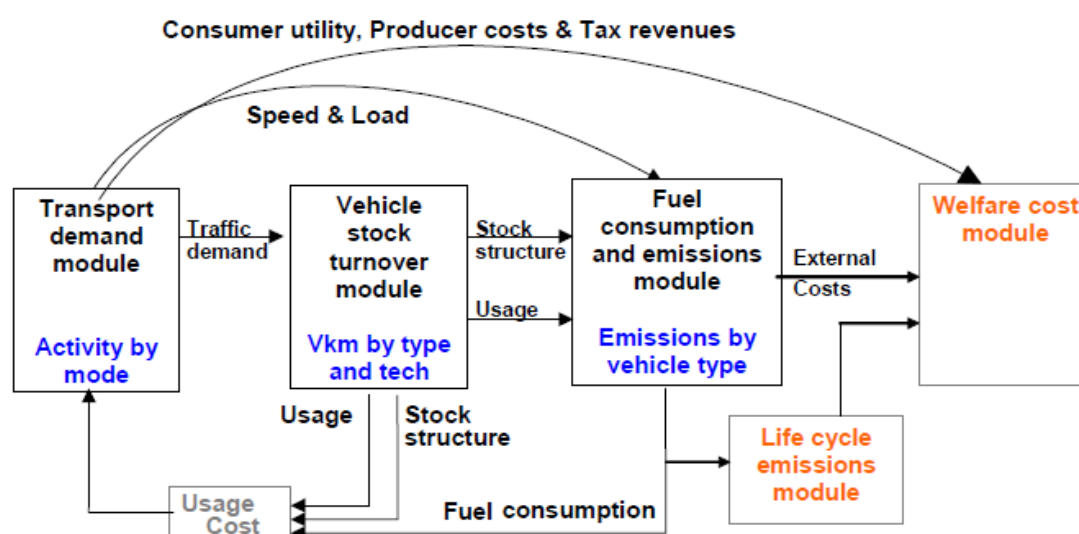 Consumer utility, Producer costs & Tax revenues
Speed & Load
Transport
demand
module
Activity by
mode
Traffic
demand
Vehicle
stock
turnover
module
Vkm by type
and tech
Stock
structure
Usage
Fuel
consumption
and emissions
module
Emissions by
vehicle type
External
Costs
Welfare cost
module
Usage
Stock
structure
Life cycle
emissions
module
Usage
Cost
Fuel consumption